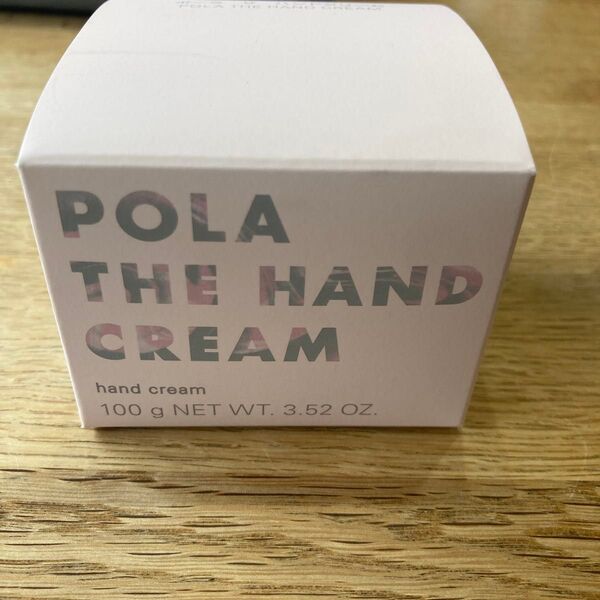 POLA THE HAND CREAM
POLA
THE HAND
CREAM
hand cream
100 g NET WT. 3.52 OZ.